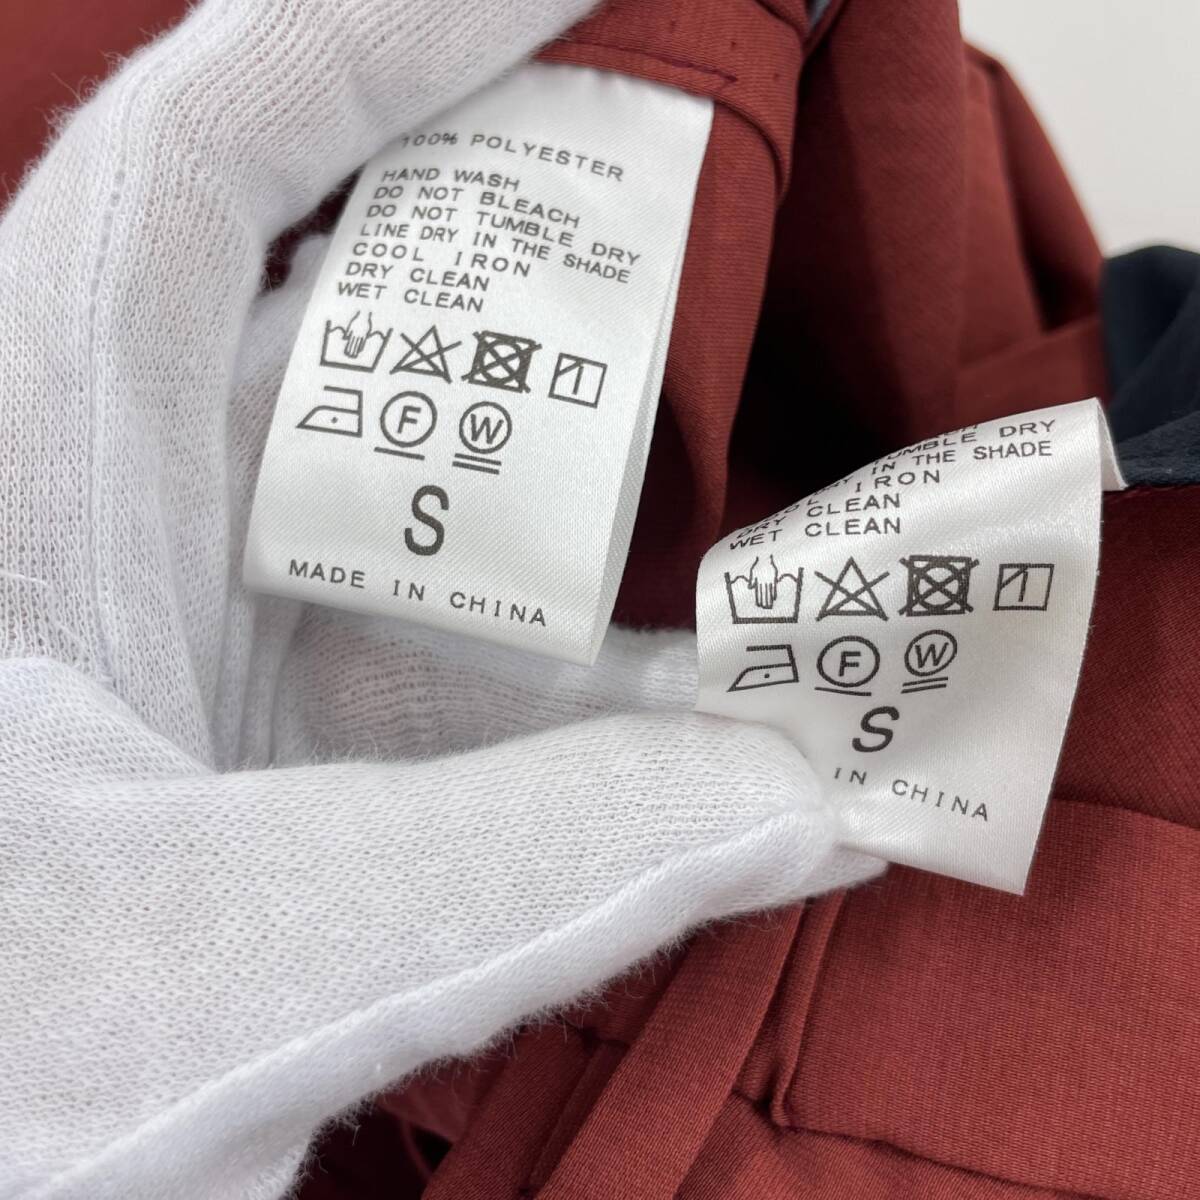 100% POLYESTER
HAND WASH
DO NOT BLEACH
DO NOT TUMBLE DRY
LINE DRY IN THE SHADE
COOL IRON
DRY CLEAN
WET CLEAN
F W
S
MADE IN CHINA
TUMBLE DRY
IN THE SHADE
IRON
DRY CLEAN
WET CLEAN
F W
S
IN CHINA